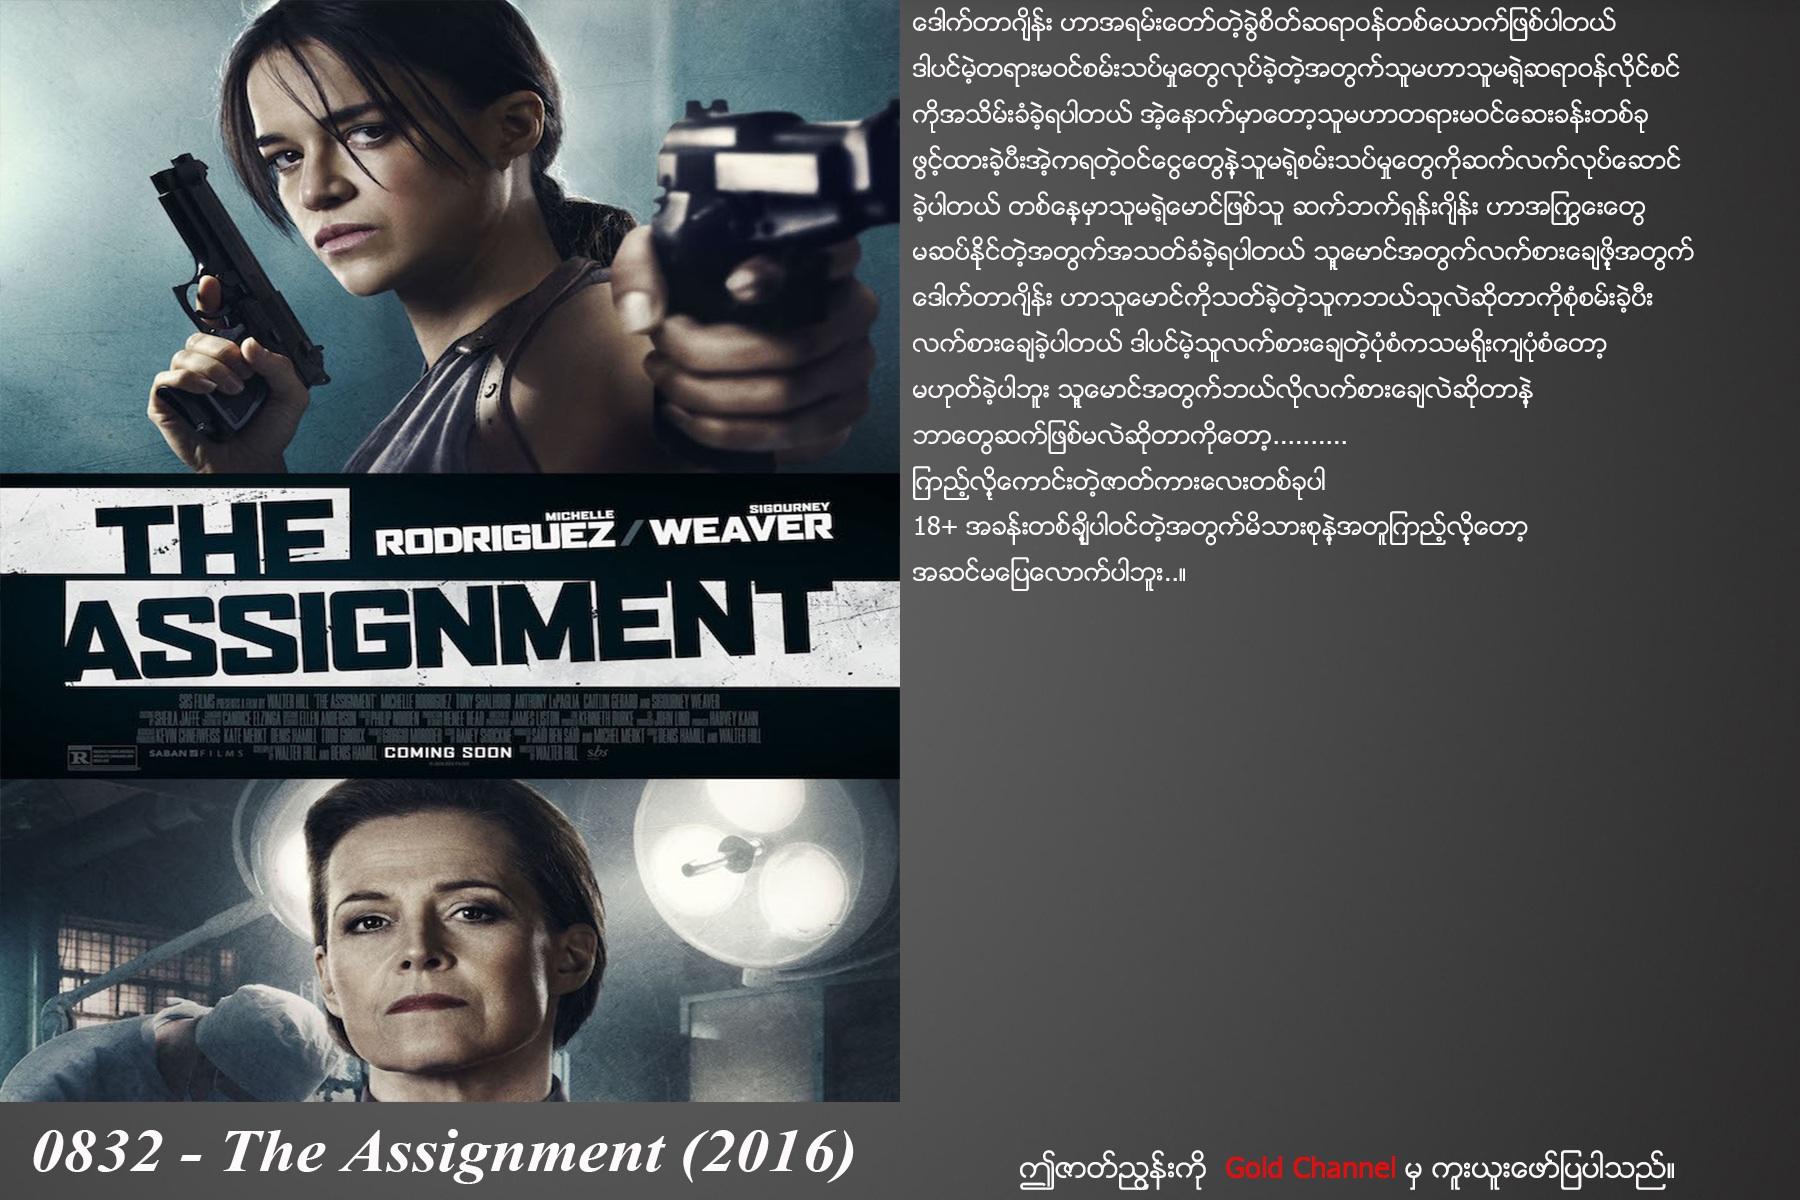 ဒေါက်တာဂျိန်း ဟာအရမ်းတော်တဲ့ခွဲစိတ်ဆရာဝန်တစ်ယောက်ဖြစ်ပါတယ်
ဒါပင်မဲ့တရားမဝင်စမ်းသပ်မှုတွေလုပ်ခဲ့တဲ့အတွက်သူမဟာသူမရဲ့ဆရာဝန်လိုင်စင်
ကိုအသိမ်းခံခဲ့ရပါတယ် အဲ့နောက်မှာတော့သူမဟာတရားမဝင်ဆေးခန်းတစ်ခု
ဖွင့်ထားခဲ့ပီးအဲ့ကရတဲ့ဝင်ငွေတွေနဲ့သူမရဲ့စမ်းသပ်မှုတွေကိုဆက်လက်လုပ်ဆောင်
ခဲ့ပါတယ် တစ်နေ့မှာသူမရဲ့မောင်ဖြစ်သူ ဆက်ဘက်ရှန်းဂျိန်း ဟာအကြွေးတွေ
မဆပ်နိုင်တဲ့အတွက်အသတ်ခံခဲ့ရပါတယ် သူ့မောင်အတွက်လက်စားချေဖို့အတွက်
ဒေါက်တာဂျိန်း ဟာသူ့မောင်ကိုသတ်ခဲ့တဲ့သူကဘယ်သူလဲဆိုတာကိုစုံစမ်းခဲ့ပီး
လက်စားချေခဲ့ပါတယ် ဒါပင်မဲ့သူလက်စားချေတဲ့ပုံစံကသမရိုးကျပုံစံတော့
မဟုတ်ခဲ့ပါဘူး သူ့မောင်အတွက်ဘယ်လိုလက်စားချေလဲဆိုတာနဲ့
ဘာတွေဆက်ဖြစ်မလဲဆိုတာကိုတော့..........
ကြည့်လို့ကောင်းတဲ့ဇာတ်ကားလေးတစ်ခုပါ
18+ အခန်းတစ်ချို့ပါဝင်တဲ့အတွက်မိသားစုနဲ့အတူကြည့်လို့တော့
အဆင်မပြေလောက်ပါဘူး..။
MICHELLE RODRIGUEZ / SIGOURNEY WEAVER
THE
ASSIGNMENT
SABAN FILMS
COMING SOON
sbs
R
0832 - The Assignment (2016)
ဤဇာတ်ညွှန်းကို Gold Channel မှ ကူးယူးဖော်ပြပါသည်။